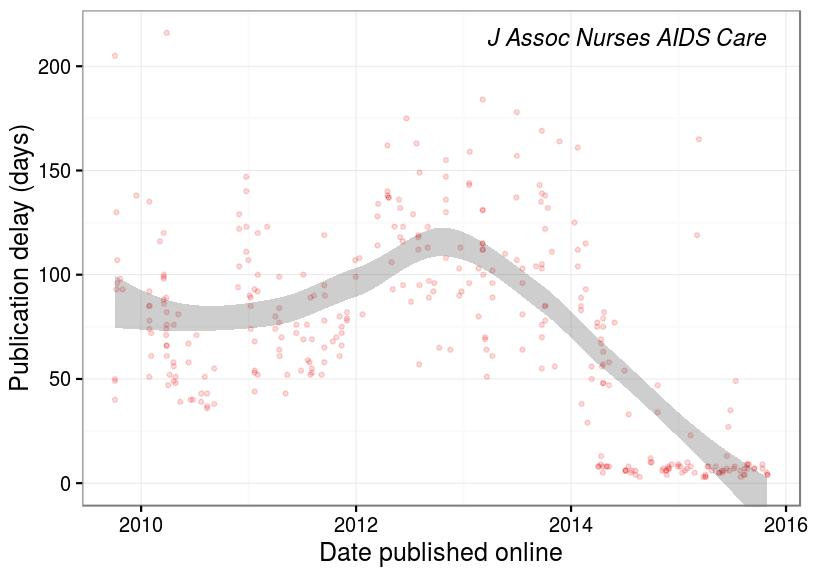 J Assoc Nurses AIDS Care
Publication delay (days)
200
150
100
50
0
2010 2012 2014 2016
Date published online